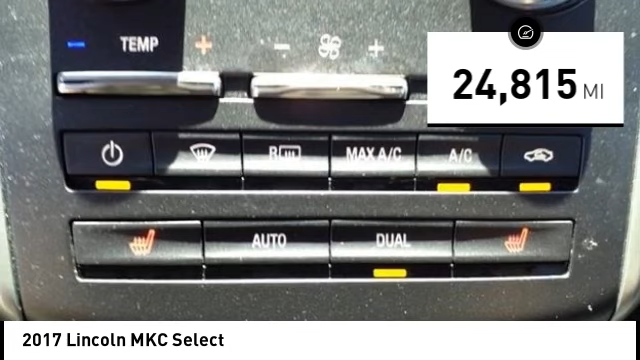 TEMP
24,815 MI
R
MAX A/C
A/C
AUTO
DUAL
2017 Lincoln MKC Select